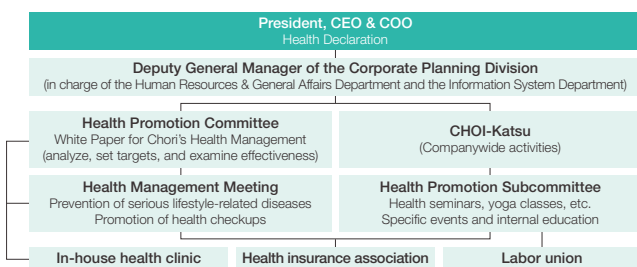 President, CEO & COO
Health Declaration
Deputy General Manager of the Corporate Planning Division
(in charge of the Human Resources & General Affairs Department and the Information System Department)
Health Promotion Committee
White Paper for Chori's Health Management
(analyze, set targets, and examine effectiveness)
CHOI-Katsu
(Companywide activities)
Health Management Meeting
Prevention of serious lifestyle-related diseases
Promotion of health checkups
Health Promotion Subcommittee
Health seminars, yoga classes, etc.
Specific events and internal education
In-house health clinic
Health insurance association
Labor union